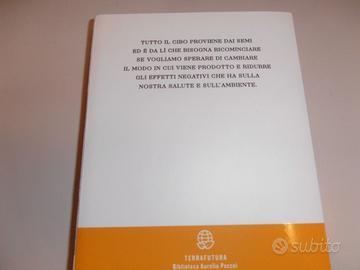 TUTTO IL CIBO PROVIENE DAI SEMI
ED È DA LÌ CHE BISOGNA RICOMINCIARE
SE VOGLIAMO SPERARE DI CAMBIARE
IL MODO IN CUI VIENE PRODOTTO E RIDURRE
GLI EFFETTI NEGATIVI CHE HA SULLA
NOSTRA SALUTE E SULL'AMBIENTE.
TERRAFUTURA
Biblioteca Aurelio Peccei
subito